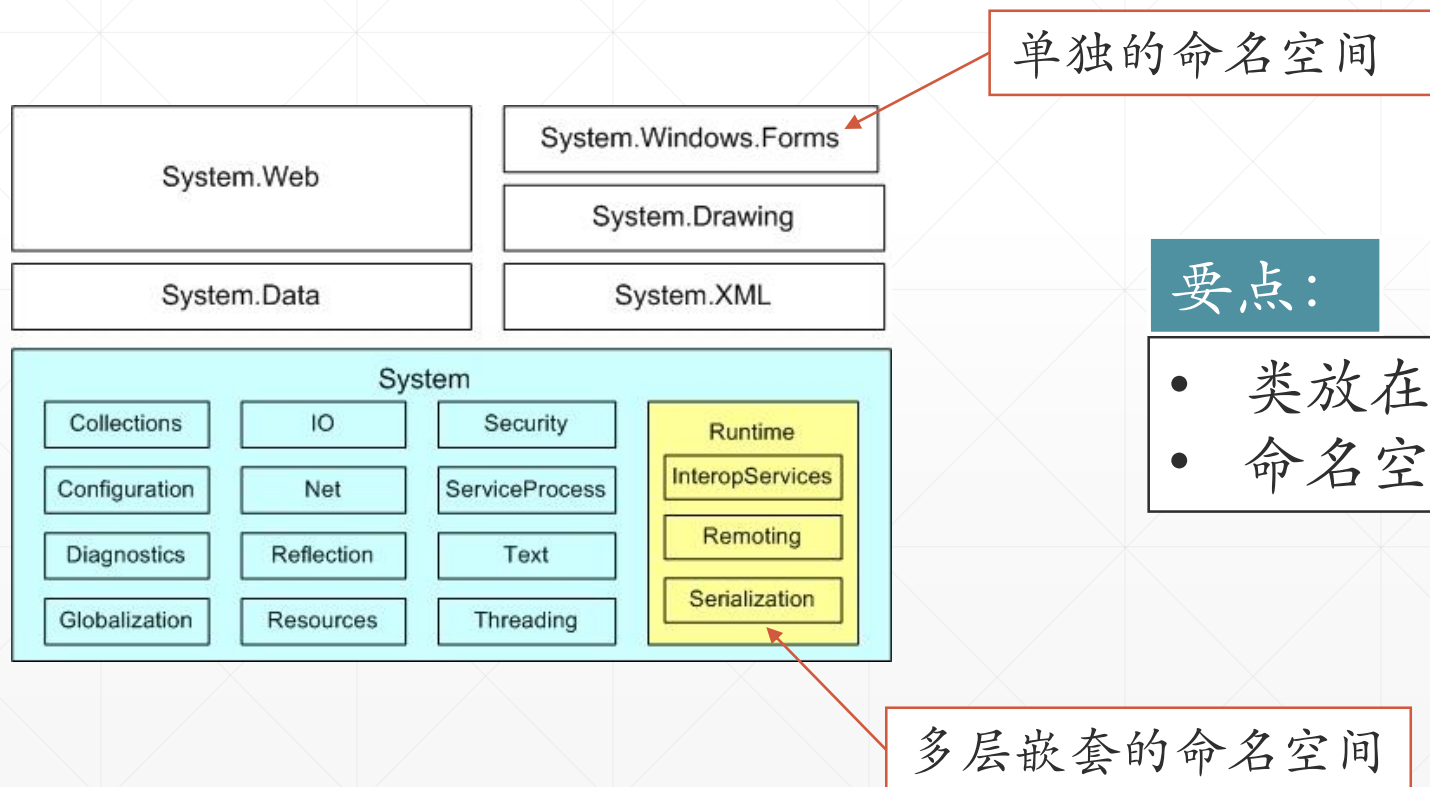 单独的命名空间
System.Web
System.Windows.Forms
System.Drawing
System.Data
System.XML
System
Collections
IO
Security
Runtime
Configuration
Net
ServiceProcess
InteropServices
Diagnostics
Reflection
Text
Remoting
Globalization
Resources
Threading
Serialization
要点:
• 类放在
• 命名空
多层嵌套的命名空间